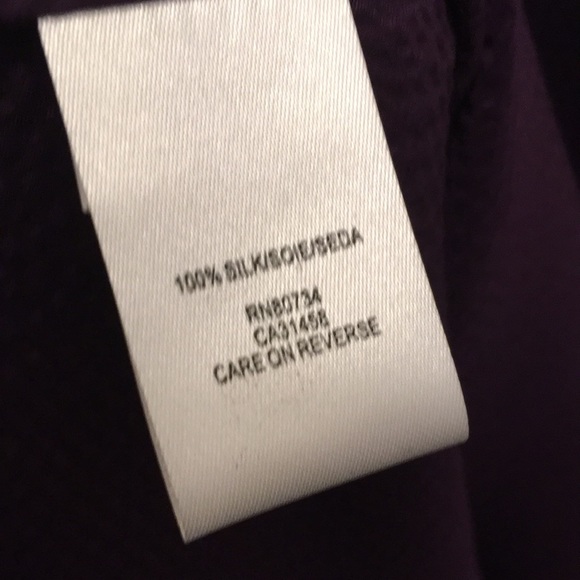 100% SILK/SOIE/SEDA
RN80734
CA31458
CARE ON REVERSE